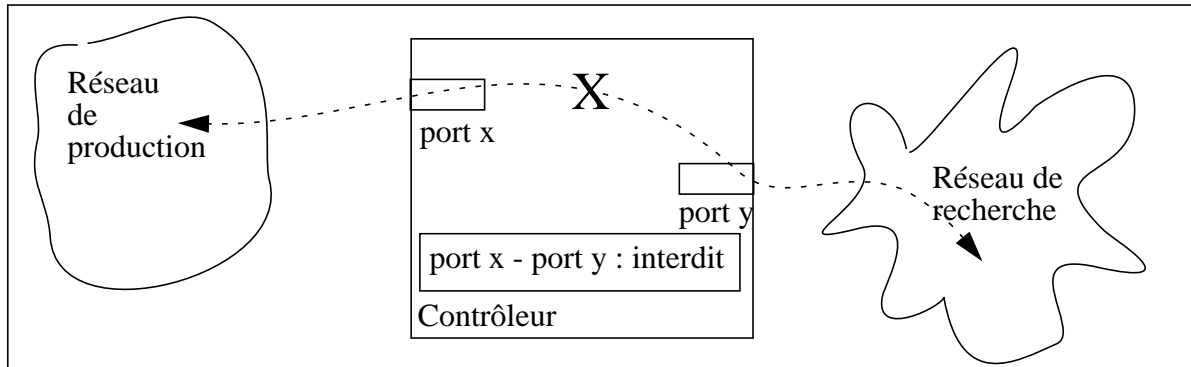 Réseau
de
production
port x
X
port y
port x - port y : interdit
Contrôleur
Réseau de
recherche